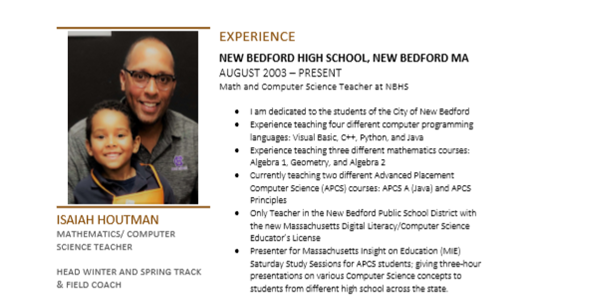 EXPERIENCE
NEW BEDFORD HIGH SCHOOL, NEW BEDFORD MA
AUGUST 2003 – PRESENT
Math and Computer Science Teacher at NBHS
• I am dedicated to the students of the City of New Bedford
• Experience teaching four different computer programming
languages: Visual Basic, C++, Python, and Java
• Experience teaching three different mathematics courses:
Algebra 1, Geometry, and Algebra 2
• Currently teaching two different Advanced Placement
Computer Science (APCS) courses: APCS A (Java) and APCS
Principles
• Only Teacher in the New Bedford Public School District with
the new Massachusetts Digital Literacy/Computer Science
Educator's License
• Presenter for Massachusetts Insight on Education (MIE)
Saturday Study Sessions for APCS students; giving three-hour
presentations on various Computer Science concepts to
students from different high school across the state.
ISAIAH HOUTMAN
MATHEMATICS/ COMPUTER
SCIENCE TEACHER
HEAD WINTER AND SPRING TRACK
& FIELD COACH